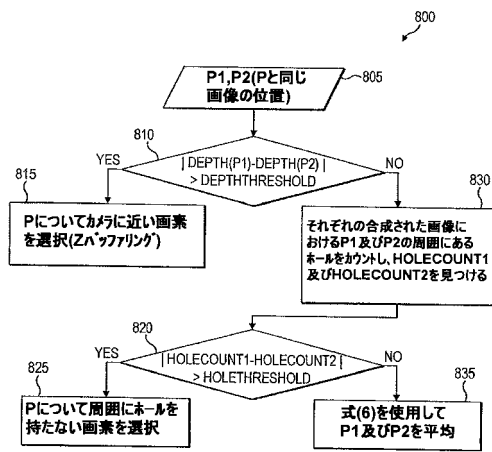 800
P1,P2(Pと同じ
画像の位置)
805
810
YES
| DEPTH(P1)-DEPTH(P2) |
> DEPTHTHRESHOLD
NO
815
Pについてカメラに近い画素
を選択(Zバッファリング)
830
それぞれの合成された画像に
おけるP1及びP2の周囲にある
ホールをカウントし、HOLECOUNT1
及びHOLECOUNT2を見つける
820
YES
|HOLECOUNT1-HOLECOUNT2|
> HOLETHRESHOLD
NO
825
Pについて周囲にホールを
持たない画素を選択
835
式(6)を使用して
P1及びP2を平均